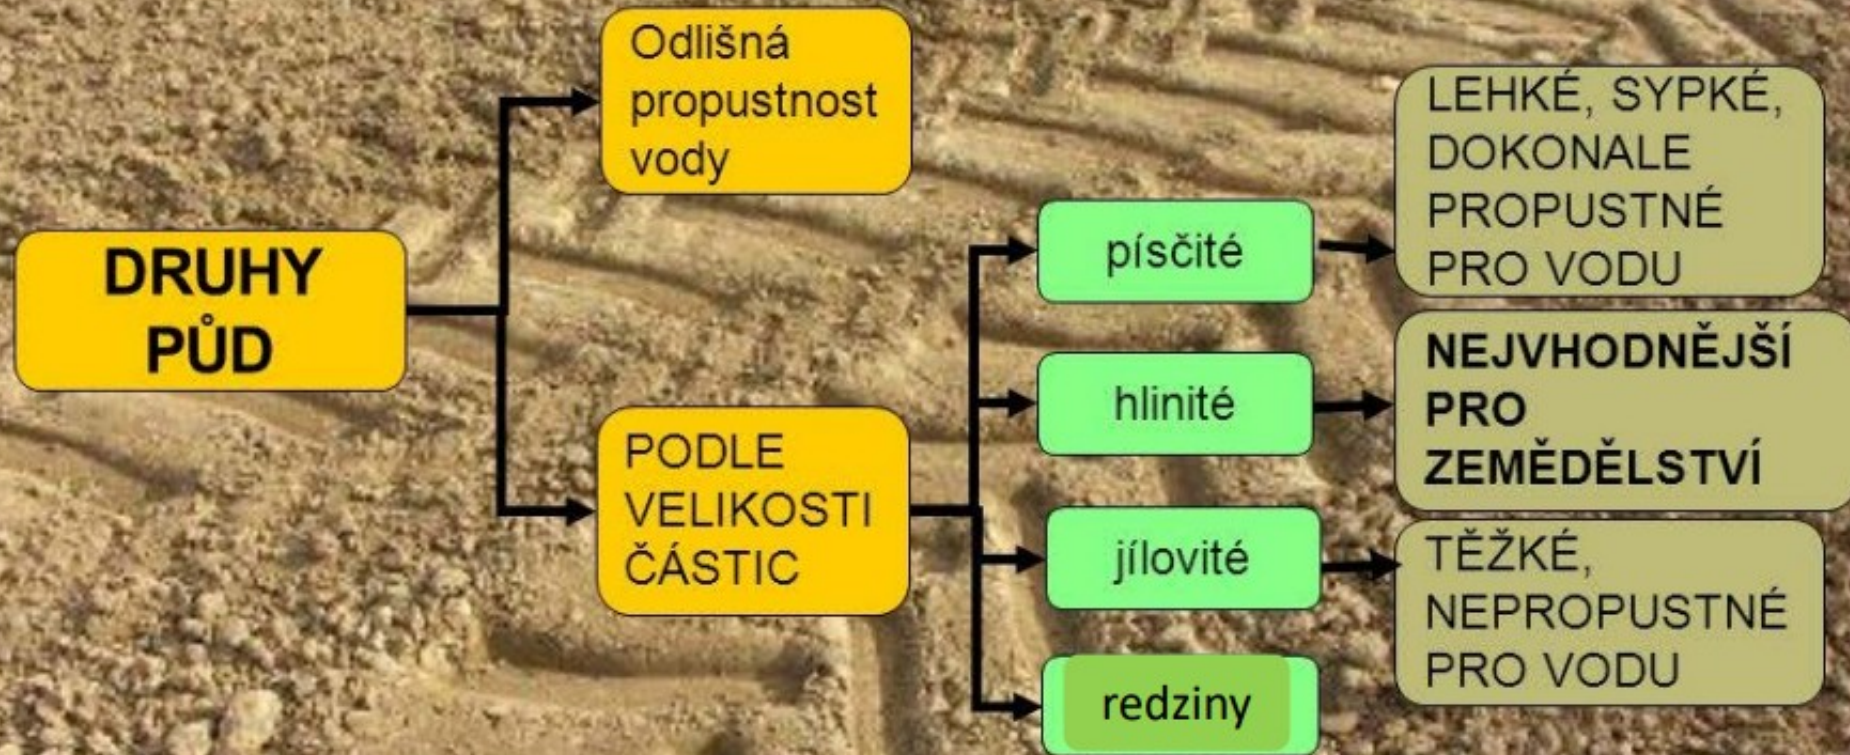 DRUHY
PŮD
Odlišná
propustnost
vody
PODLE
VELIKOSTI
ČÁSTIC
písčité
hlinité
jílovité
redziny
LEHKÉ, SYPKÉ,
DOKONALE
PROPUSTNÉ
PRO VODU
NEJVHODNĚJŠÍ
PRO
ZEMĚDĚLSTVÍ
TĚŽKÉ,
NEPROPUSTNÉ
PRO VODU